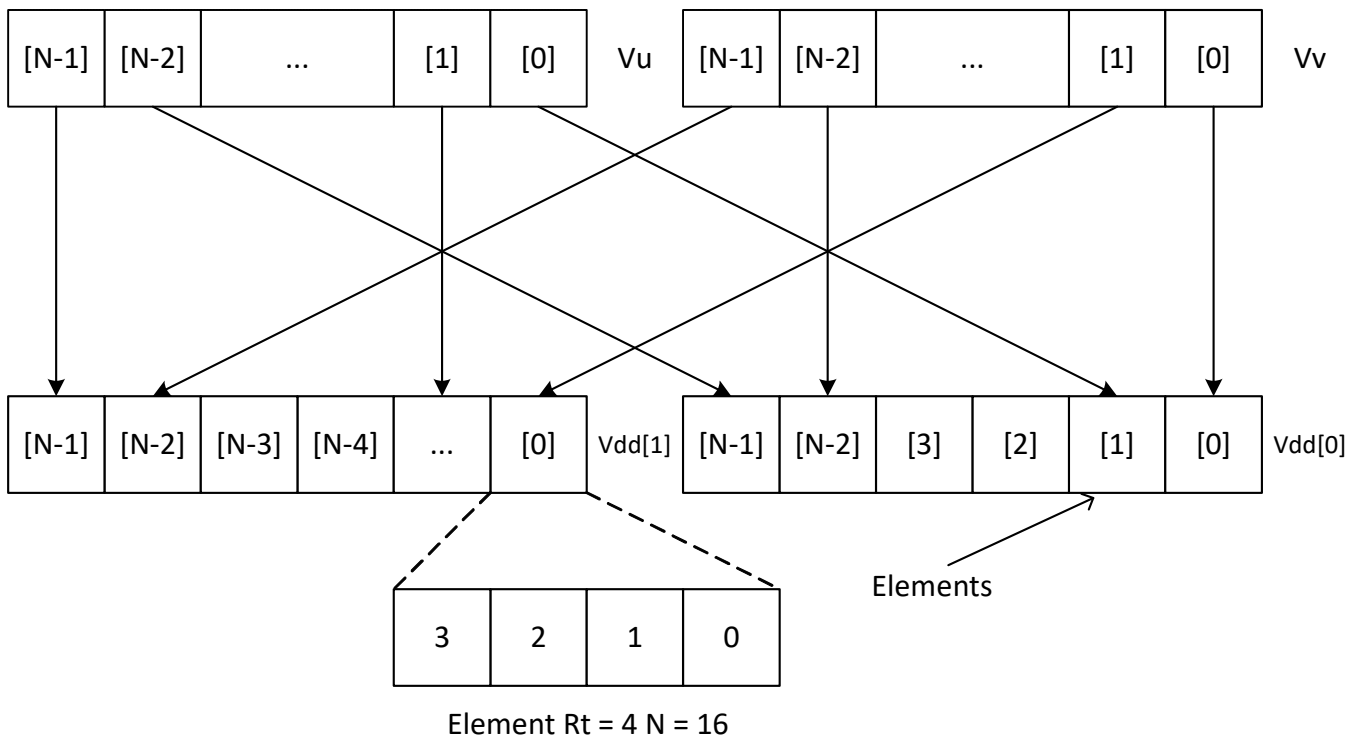 [N-1] [N-2] ... [1] [0] Vu [N-1] [N-2] ... [1] [0] Vv
[N-1] [N-2] [N-3] [N-4] ... [0] Vdd[1] [N-1] [N-2] [3] [2] [1] [0] Vdd[0]
Elements
3 2 1 0
Element Rt = 4 N = 16